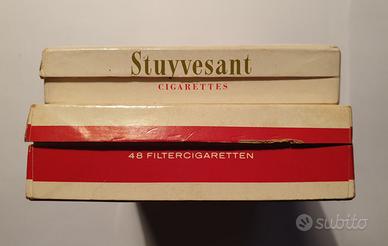 Stuyvesant
CIGARETTES
48 FILTERCIGARETTEN
subito